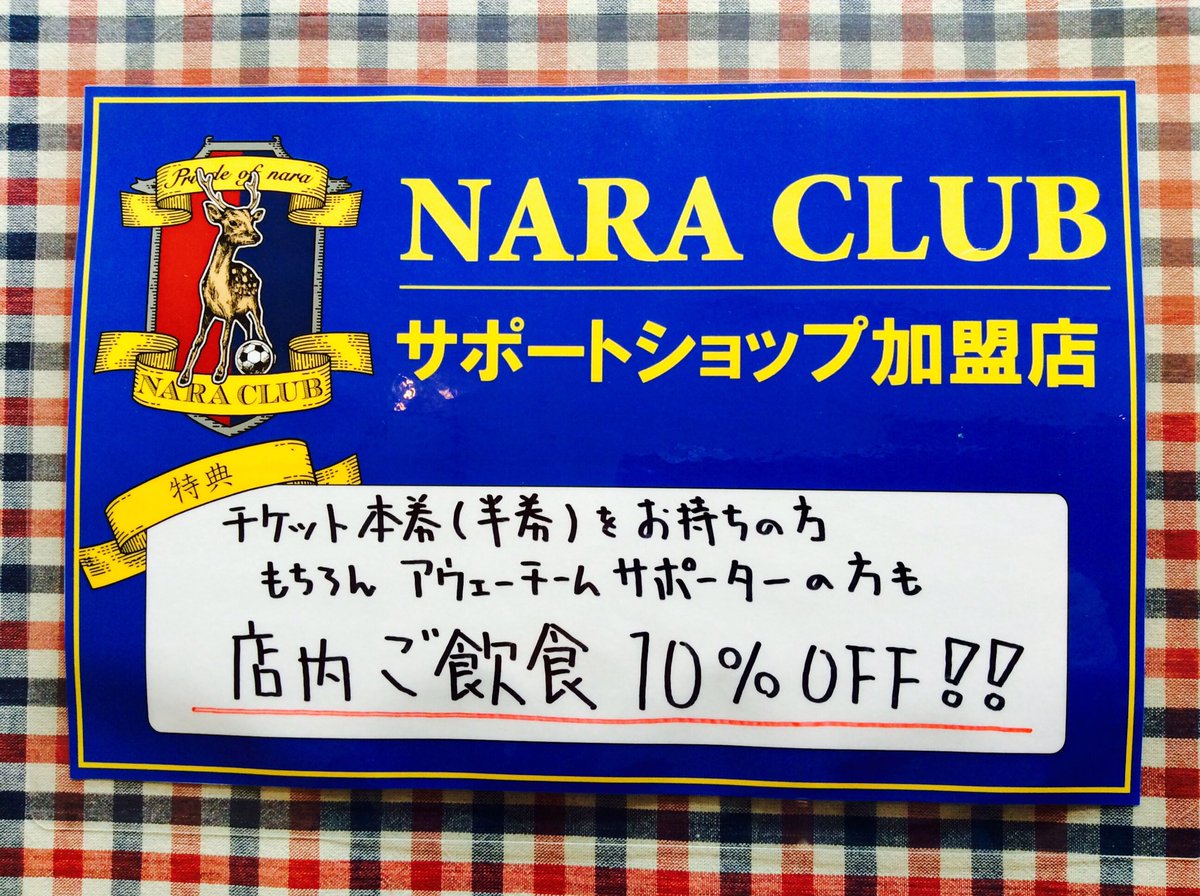 Pride of nara
NARA CLUB
NARA CLUB
サポートショップ加盟店
特典
チケット本券(半券)をお持ちの方
もちろん アウェーチームサポーターの方も
店内ご飲食 10%OFF!!